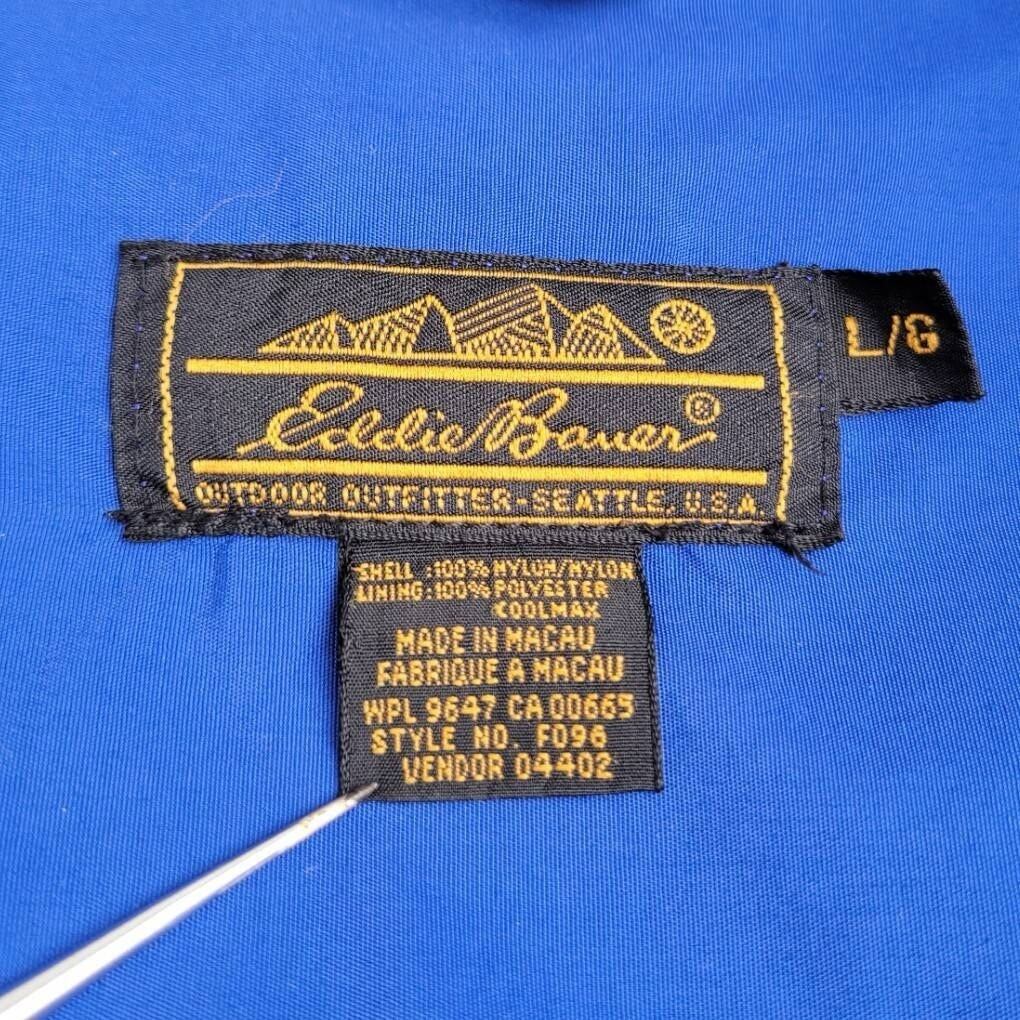 L/G
Eddie Bauer®
OUTDOOR OUTFITTER-SEATTLE, U.S.A.
SHELL :100% NYLON/NYLON
LINING:100% POLYESTER
COOLMAX
MADE IN MACAU
FABRIQUE A MACAU
WPL 9647 CA 00665
STYLE NO. F096
VENDOR 04402